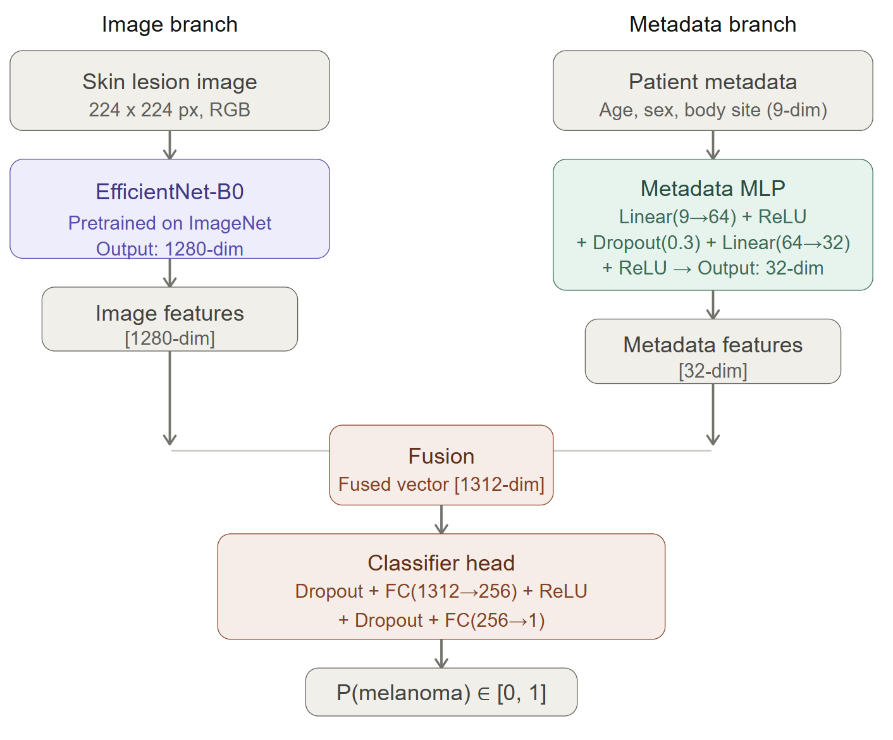 Image branch
Skin lesion image
224 x 224 px, RGB
EfficientNet-B0
Pretrained on ImageNet
Output: 1280-dim
Image features
[1280-dim]
Metadata branch
Patient metadata
Age, sex, body site (9-dim)
Metadata MLP
Linear(9→64) + ReLU
+ Dropout(0.3) + Linear(64→32)
+ ReLU → Output: 32-dim
Metadata features
[32-dim]
Fusion
Fused vector [1312-dim]
Classifier head
Dropout + FC(1312→256) + ReLU
+ Dropout + FC(256→1)
P(melanoma) ∈ [0, 1]